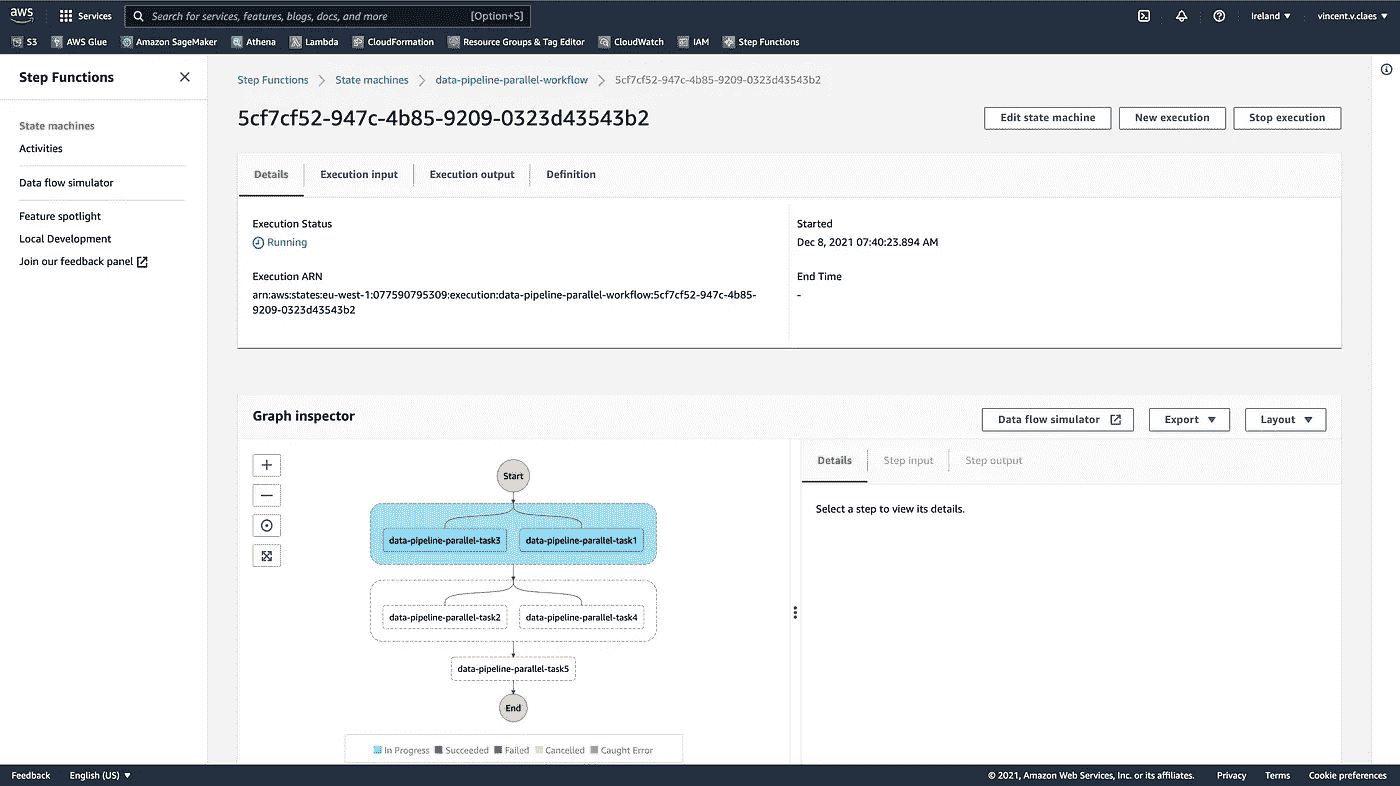 aws
Services
Search for services, features, blogs, docs, and more
[Option+S]
Ireland ▼
vincent.v.claes ▼
S3
AWS Glue
Amazon SageMaker
Athena
Lambda
CloudFormation
Resource Groups & Tag Editor
CloudWatch
IAM
Step Functions
Step Functions
State machines
Activities
Data flow simulator
Feature spotlight
Local Development
Join our feedback panel
Step Functions
State machines
data-pipeline-parallel-workflow
5cf7cf52-947c-4b85-9209-0323d43543b2
5cf7cf52-947c-4b85-9209-0323d43543b2
Edit state machine
New execution
Stop execution
Details
Execution input
Execution output
Definition
Execution Status
Running
Execution ARN
arn:aws:states:eu-west-1:077590795309:execution:data-pipeline-parallel-workflow:5cf7cf52-947c-4b85-
9209-0323d43543b2
Started
Dec 8, 2021 07:40:23.894 AM
End Time
-
Graph inspector
Data flow simulator
Export ▼
Layout ▼
Start
data-pipeline-parallel-task3
data-pipeline-parallel-task1
data-pipeline-parallel-task2
data-pipeline-parallel-task4
data-pipeline-parallel-task5
End
In Progress
Succeeded
Failed
Cancelled
Caught Error
Details
Step input
Step output
Select a step to view its details.
Feedback
English (US) ▼
© 2021, Amazon Web Services, Inc. or its affiliates.
Privacy
Terms
Cookie preferences